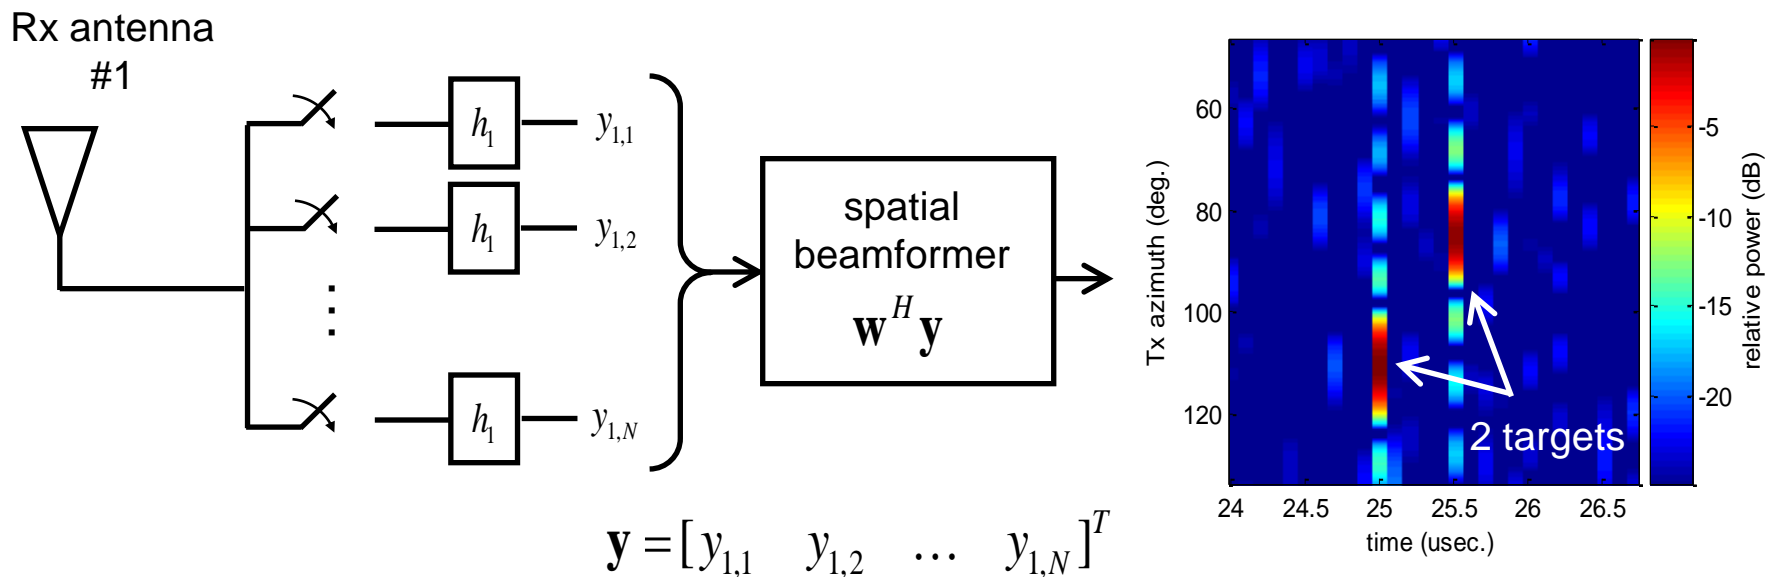 Rx antenna
#1
h₁
y₁,₁
h₁
y₁,₂
⋮
h₁
y₁,N
spatial
beamformer
𝐰ᴴ𝐲
𝐲 = [y₁,₁ y₁,₂ … y₁,N]ᵀ
Tx azimuth (deg.)
60
80
100
120
2 targets
24 24.5 25 25.5 26 26.5
time (usec.)
-5
-10
-15
-20
relative power (dB)